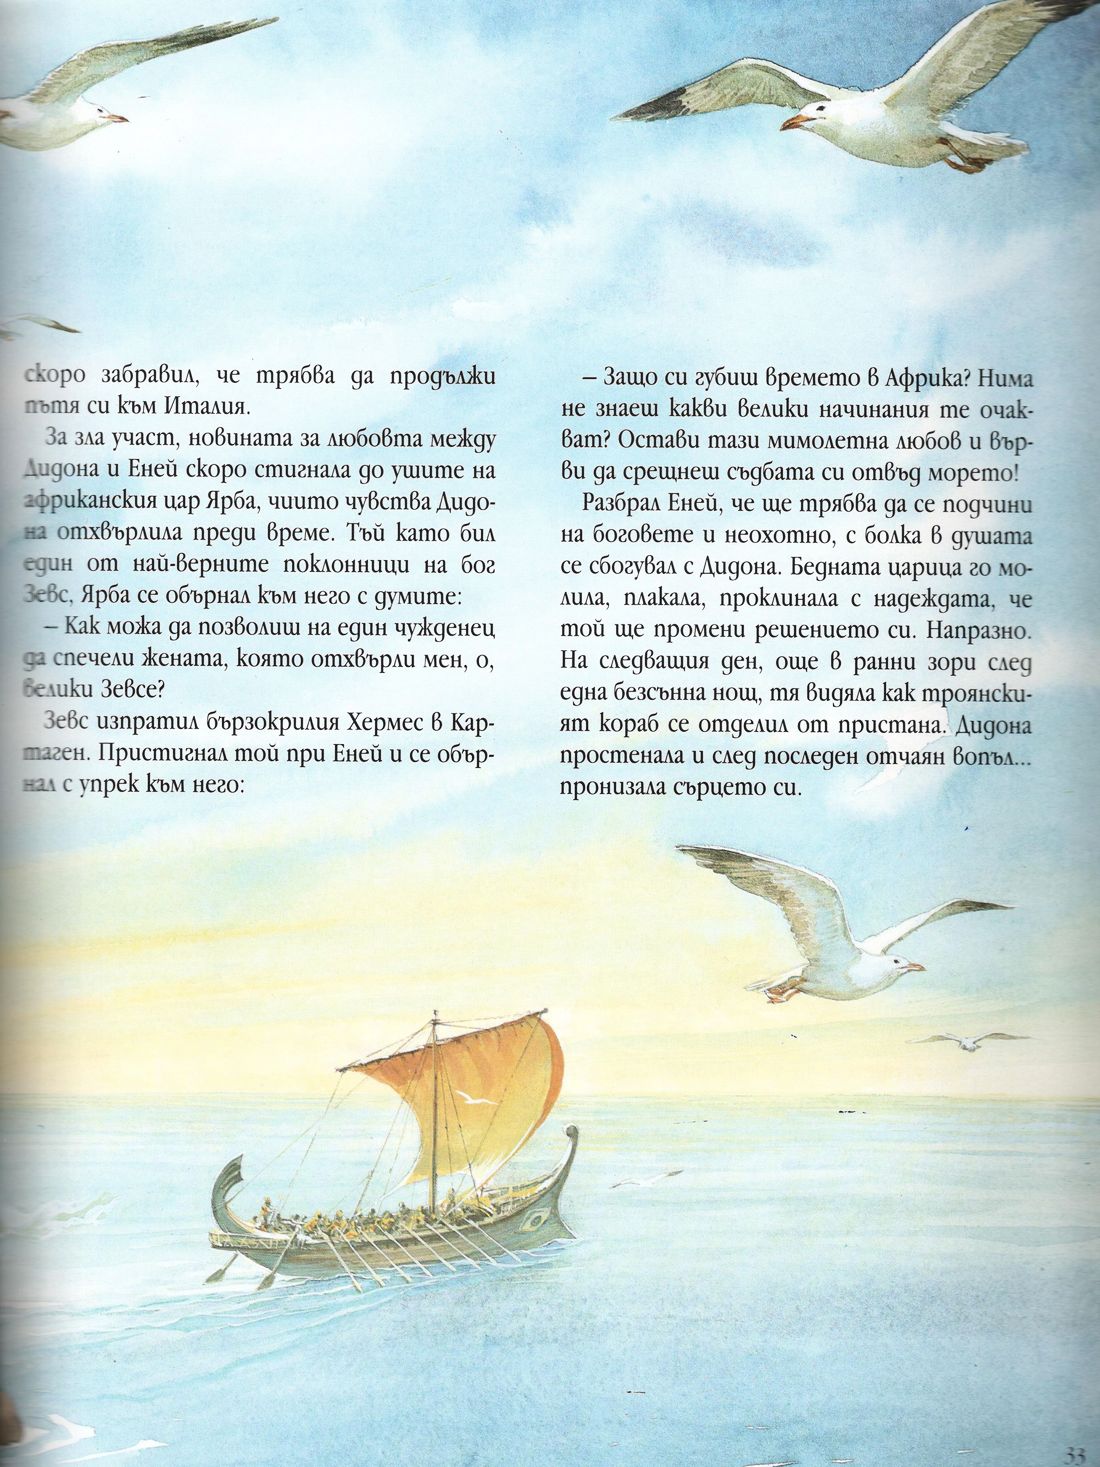 скоро забравил, че трябва да продължи
пътя си към Италия.
За зла участ, новината за любовта между
Дидона и Еней скоро стигнала до ушите на
африканския цар Ярба, чиито чувства Дидо-
на отхвърлила преди време. Тъй като бил
един от най-верните поклонници на бог
Зевс, Ярба се обърнал към него с думите:
– Как можа да позволиш на един чужденец
да спечели жената, която отхвърли мен, о,
велики Зевсе?
Зевс изпратил бързокрилия Хермес в Кар-
таген. Пристигнал той при Еней и се обър-
нал с упрек към него:
– Защо си губиш времето в Африка? Нима
не знаеш какви велики начинания те очак-
ват? Остави тази мимолетна любов и вър-
ви да срещнеш съдбата си отвъд морето!
Разбрал Еней, че ще трябва да се подчини
на боговете и неохотно, с болка в душата
се сбогувал с Дидона. Бедната царица го мо-
лила, плакала, проклинала с надеждата, че
той ще промени решението си. Напразно.
На следващия ден, още в ранни зори след
една безсънна нощ, тя видяла как троянски-
ят кораб се отделил от пристана. Дидона
простенала и след последен отчаян вопъл...
пронизала сърцето си.
33